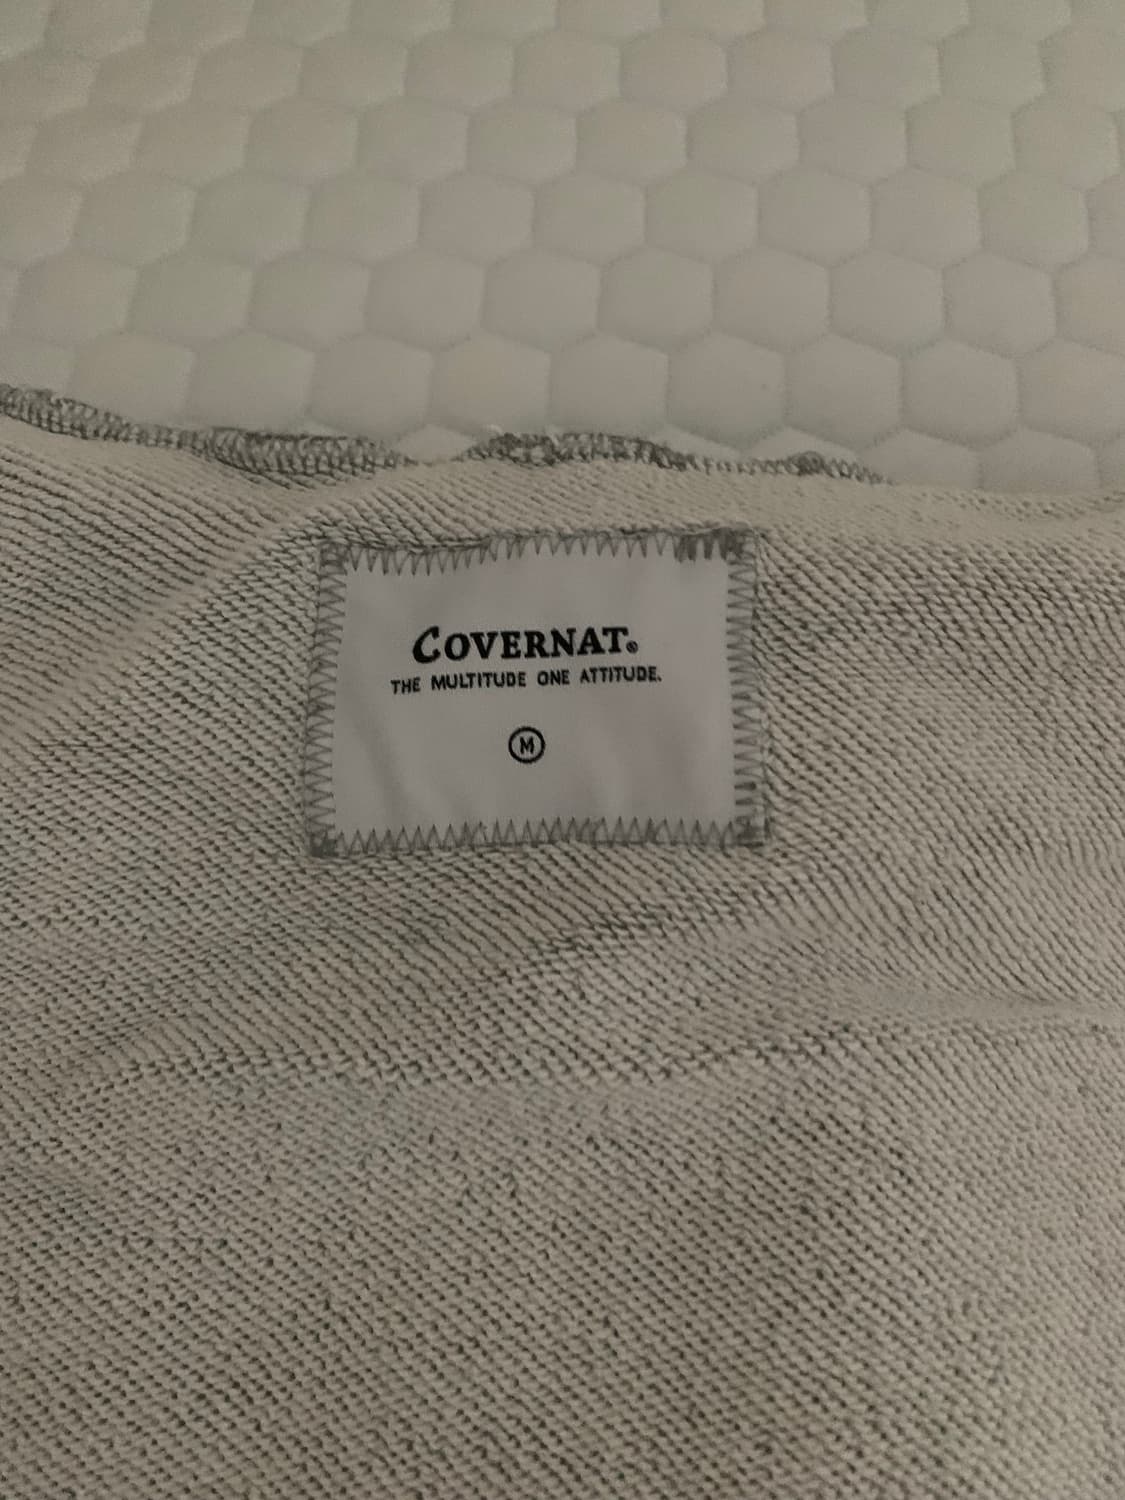 COVERNAT®
THE MULTITUDE ONE ATTITUDE.
M